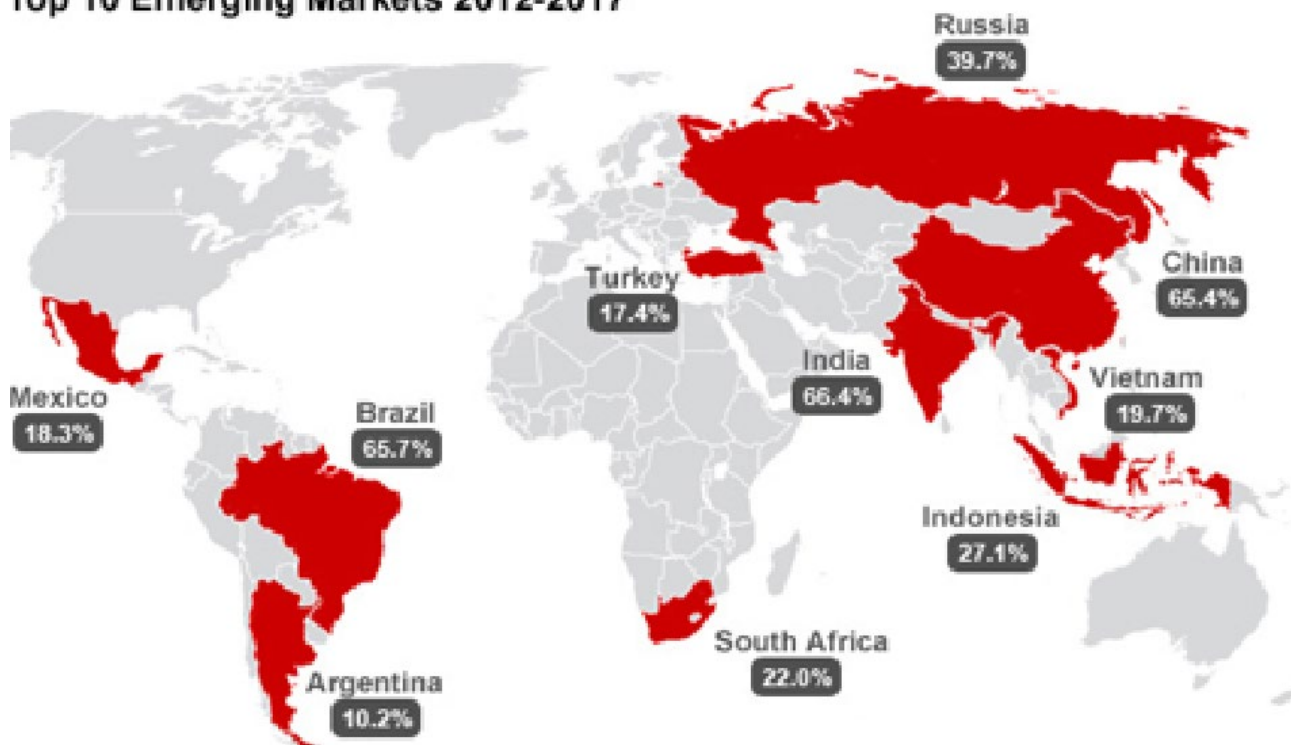 Top 10 Emerging Markets 2012-2017
Russia
39.7%
China
65.4%
Turkey
17.4%
India
66.4%
Vietnam
19.7%
Mexico
18.3%
Brazil
65.7%
Indonesia
27.1%
South Africa
22.0%
Argentina
10.2%